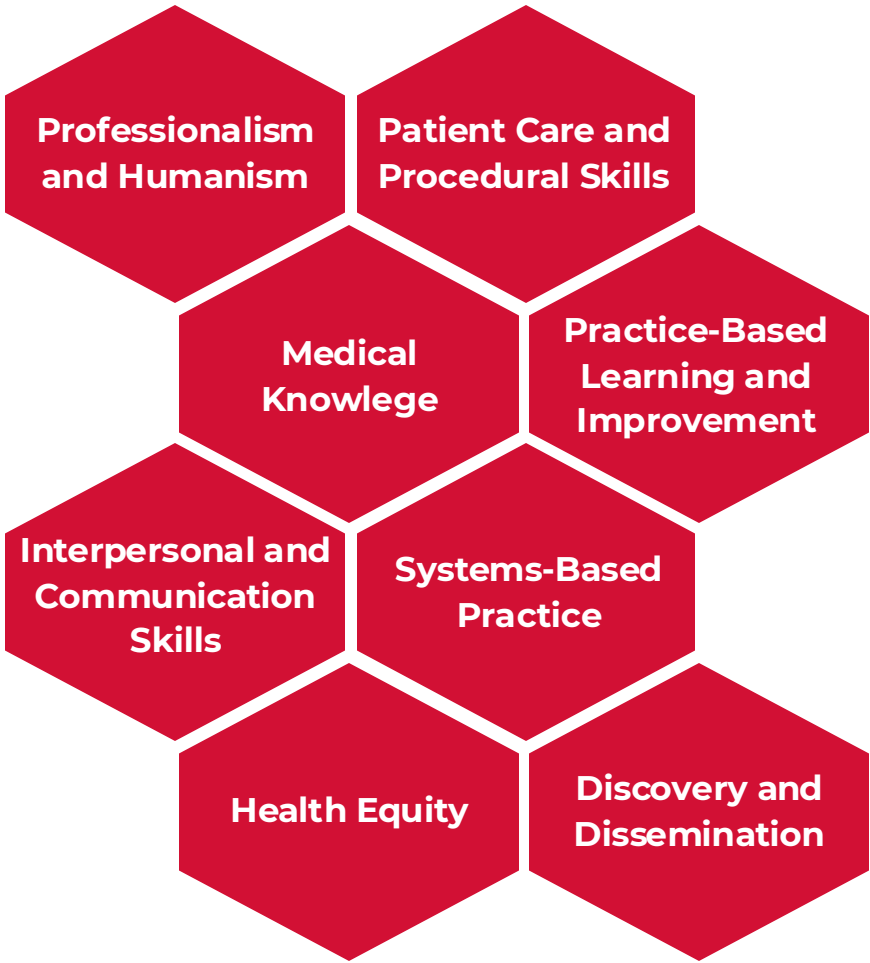 Professionalism
and Humanism
Patient Care and
Procedural Skills
Medical
Knowlege
Practice-Based
Learning and
Improvement
Interpersonal and
Communication
Skills
Systems-Based
Practice
Health Equity
Discovery and
Dissemination